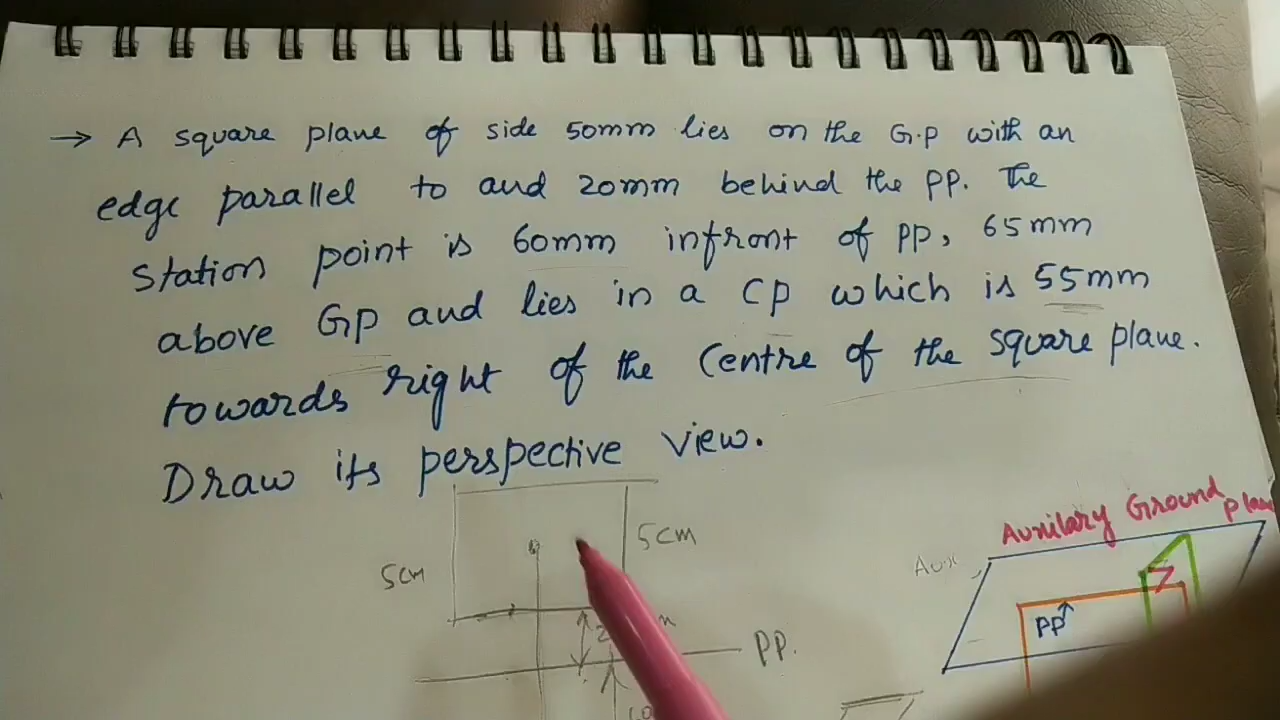 → A square plane of side 50mm lies on the G.P with an
edge parallel to and 20mm behind the PP. The
station point is 60mm infront of PP, 65mm
above GP and lies in a CP which is 55mm
towards right of the Centre of the square plane.
Draw its perspective view.
5cm
5cm
PP.
Auxilary Ground Plane
Aux
PP